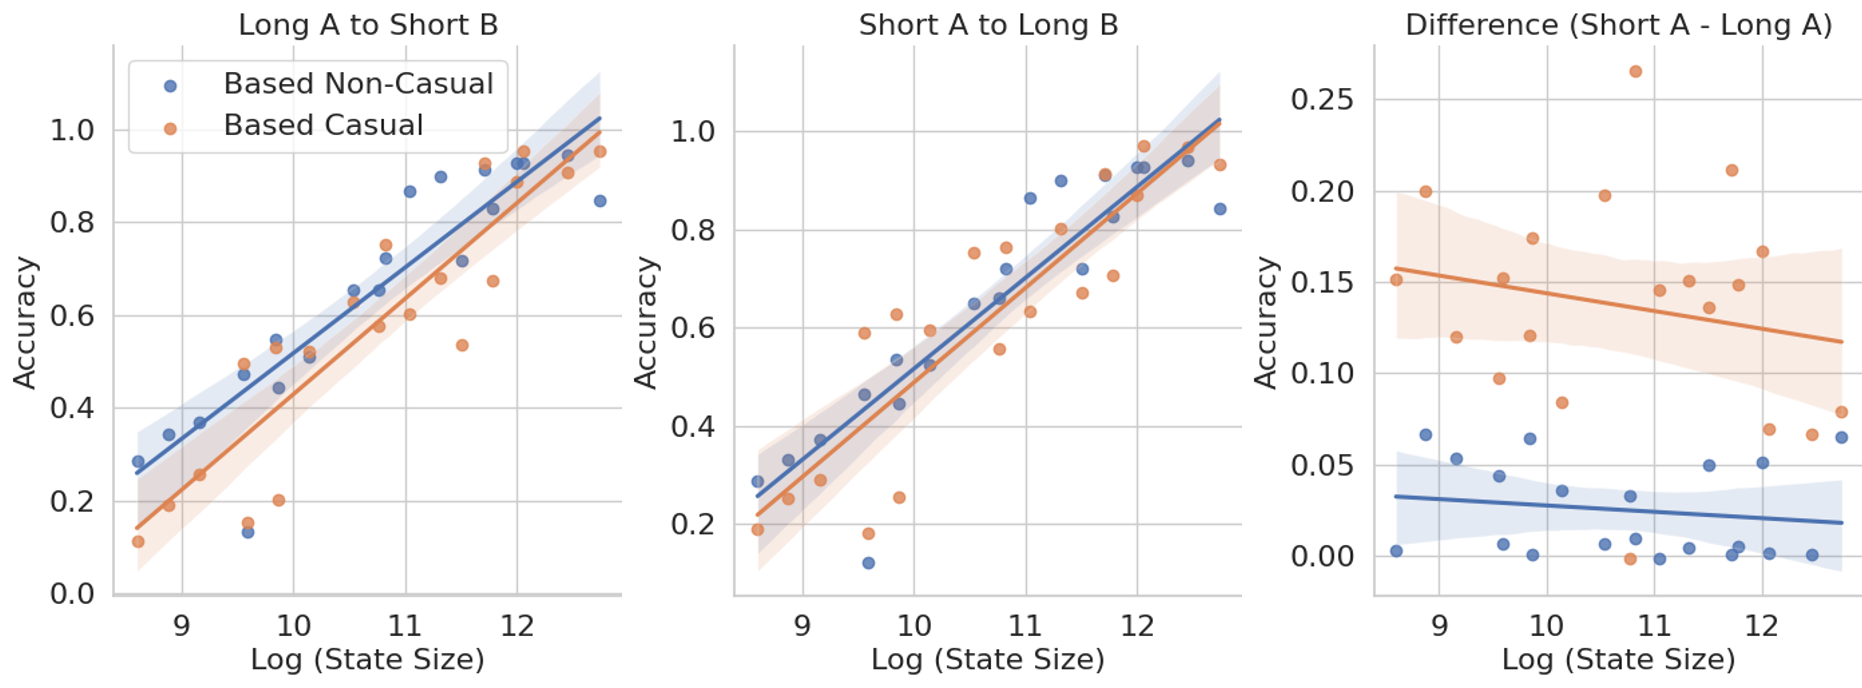 Long A to Short B
Based Non-Casual
Based Casual
1.0
0.8
0.6
0.4
0.2
0.0
Accuracy
9 10 11 12
Log (State Size)
Short A to Long B
1.0
0.8
0.6
0.4
0.2
Accuracy
9 10 11 12
Log (State Size)
Difference (Short A - Long A)
0.25
0.20
0.15
0.10
0.05
0.00
Accuracy
9 10 11 12
Log (State Size)